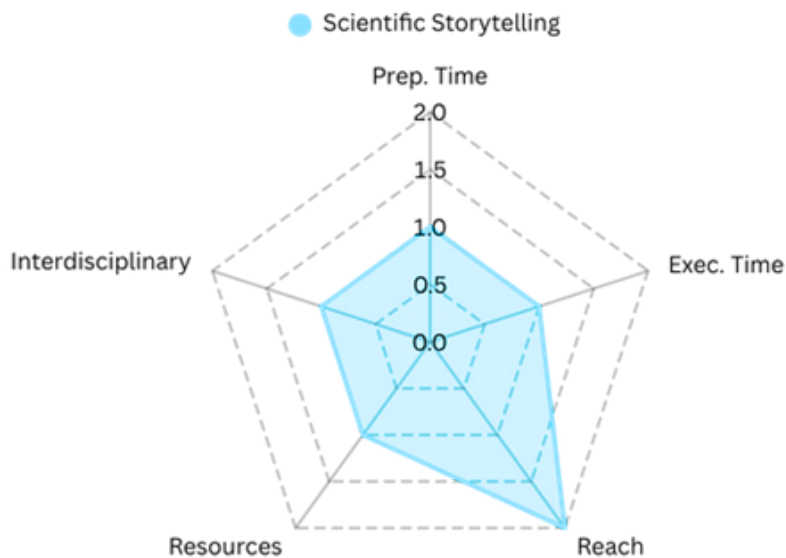 Scientific Storytelling
Prep. Time
2.0
1.5
1.0
Interdisciplinary
Exec. Time
0.5
0.0
Resources
Reach